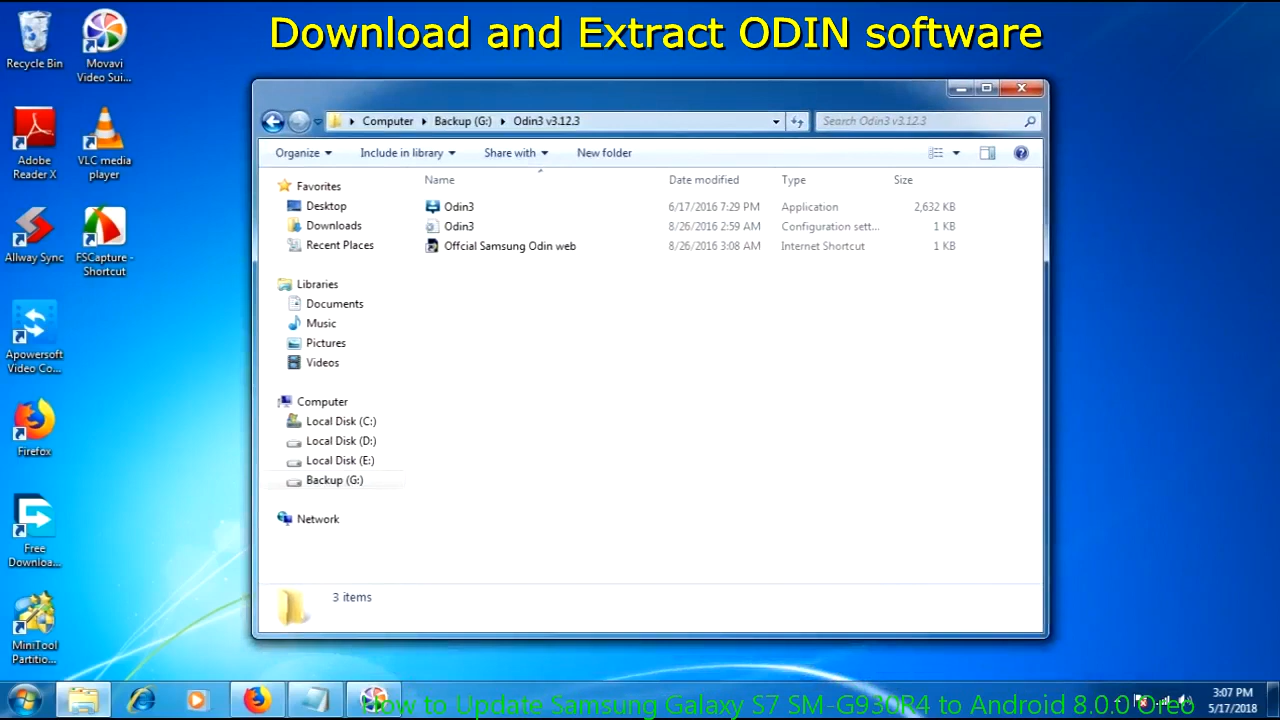 Download and Extract ODIN software
Recycle Bin
Movavi
Video Sui...
Adobe
Reader X
VLC media
player
Allway Sync
FSCapture -
Shortcut
Apowersoft
Video Co...
Firefox
Free
Downloa...
MiniTool
Partitio...
Computer Backup (G:) Odin3 v3.12.3
Search Odin3 v3.12.3
Organize Include in library Share with New folder
Favorites
Desktop
Downloads
Recent Places
Libraries
Documents
Music
Pictures
Videos
Computer
Local Disk (C:)
Local Disk (D:)
Local Disk (E:)
Backup (G:)
Network
Name Date modified Type Size
Odin3 6/17/2016 7:29 PM Application 2,632 KB
Odin3 8/26/2016 2:59 AM Configuration sett... 1 KB
Offcial Samsung Odin web 8/26/2016 3:08 AM Internet Shortcut 1 KB
3 items
How to Update Samsung Galaxy S7 SM-G930R4 to Android 8.0.0 Oreo
3:07 PM
5/17/2018